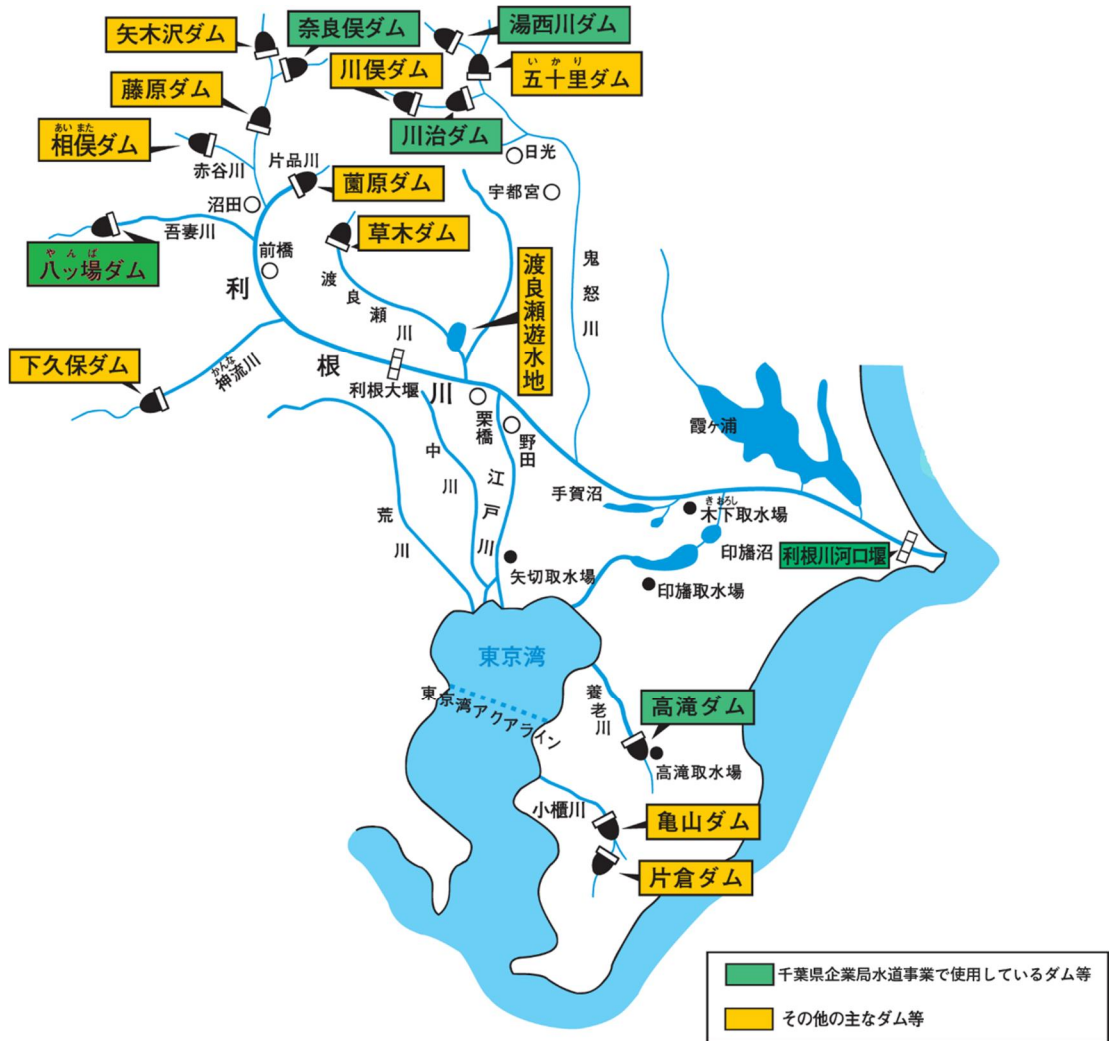 矢木沢ダム
奈良俣ダム
湯西川ダム
川俣ダム
いかり
五十里ダム
藤原ダム
川治ダム
あいまた
相俣ダム
赤谷川
片品川
日光
薗原ダム
宇都宮
沼田
吾妻川
草木ダム
やんば
八ッ場ダム
前橋
鬼怒川
渡良瀬川
渡良瀬遊水地
利根川
下久保ダム
かんな
神流川
利根大堰
栗橋
野田
霞ヶ浦
中川
江戸川
手賀沼
荒川
きおろし
木下取水場
印旛沼
利根川河口堰
矢切取水場
印旛取水場
東京湾
東京湾アクアライン
養老川
高滝ダム
高滝取水場
小櫃川
亀山ダム
片倉ダム
千葉県企業局水道事業で使用しているダム等
その他の主なダム等